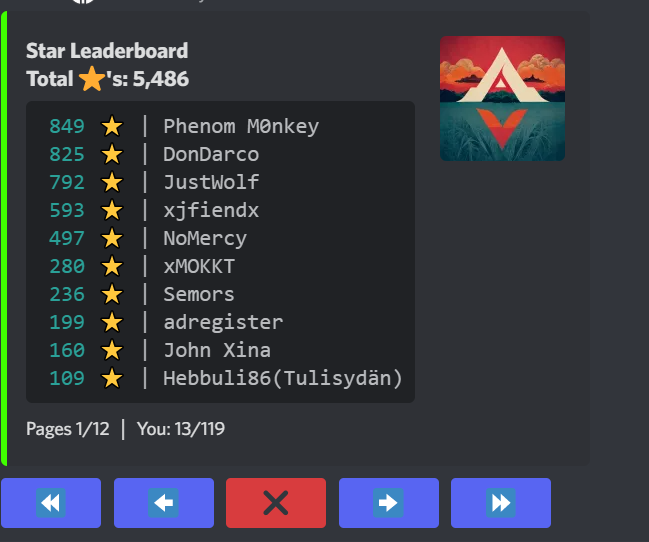 Star Leaderboard
Total ⭐'s: 5,486
849 ⭐ | Phenom M0nkey
825 ⭐ | DonDarco
792 ⭐ | JustWolf
593 ⭐ | xjfiendx
497 ⭐ | NoMercy
280 ⭐ | xMOKKT
236 ⭐ | Semors
199 ⭐ | adregister
160 ⭐ | John Xina
109 ⭐ | Hebbuli86(Tulisydän)
Pages 1/12 | You: 13/119